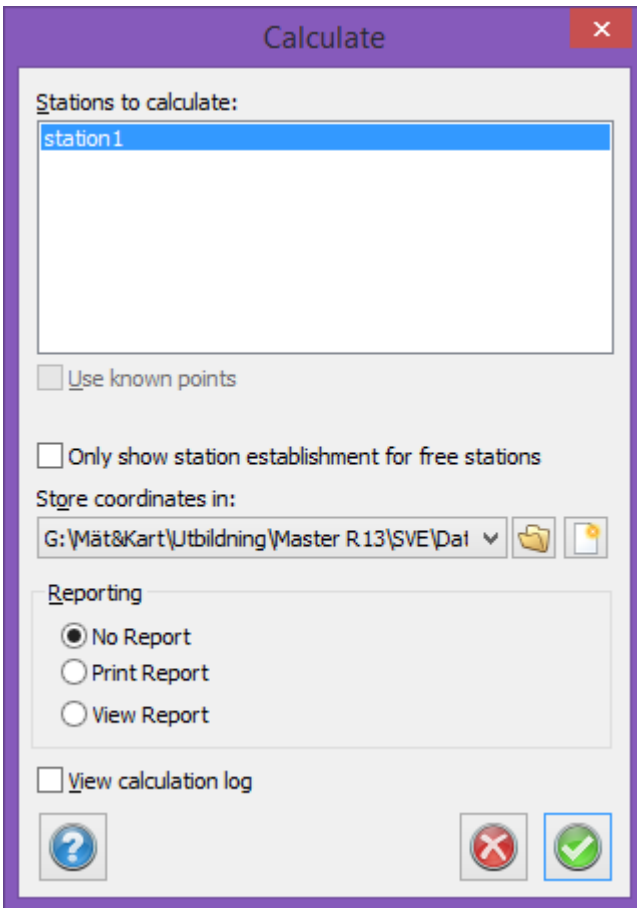 Calculate
Stations to calculate:
station1
Use known points
Only show station establishment for free stations
Store coordinates in:
G:\Mät&Kart\Utbildning\Master R13\SVE\Dat
Reporting
No Report
Print Report
View Report
View calculation log